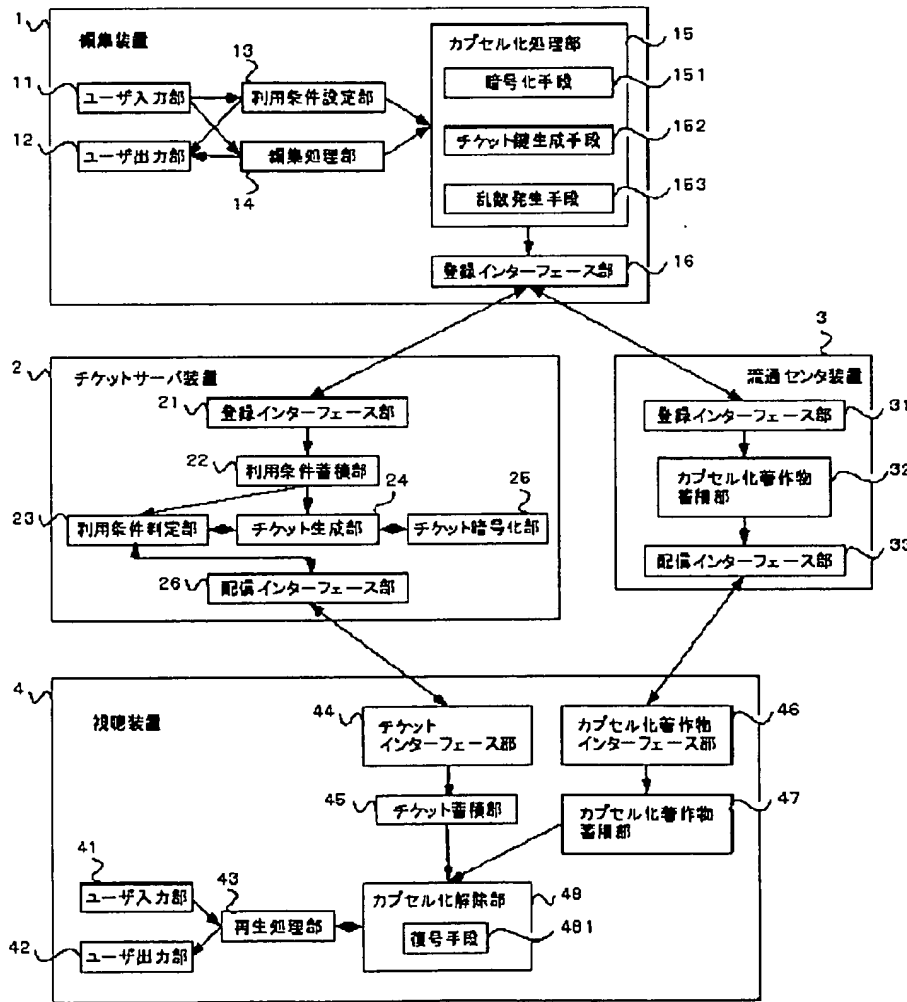 1
編集装置
11
ユーザ入力部
12
ユーザ出力部
13
利用条件設定部
編集処理部
14
カプセル化処理部
15
暗号化手段
151
チケット鍵生成手段
152
乱数発生手段
153
登録インターフェース部
16
2
チケットサーバ装置
21
登録インターフェース部
22
利用条件蓄積部
23
利用条件判定部
24
チケット生成部
25
チケット暗号化部
26
配信インターフェース部
3
流通センタ装置
登録インターフェース部
31
カプセル化著作物
蓄積部
32
配信インターフェース部
33
4
視聴装置
44
チケット
インターフェース部
45
チケット蓄積部
カプセル化著作物
インターフェース部
46
カプセル化著作物
蓄積部
47
41
ユーザ入力部
42
ユーザ出力部
43
再生処理部
カプセル化解除部
48
復号手段
481